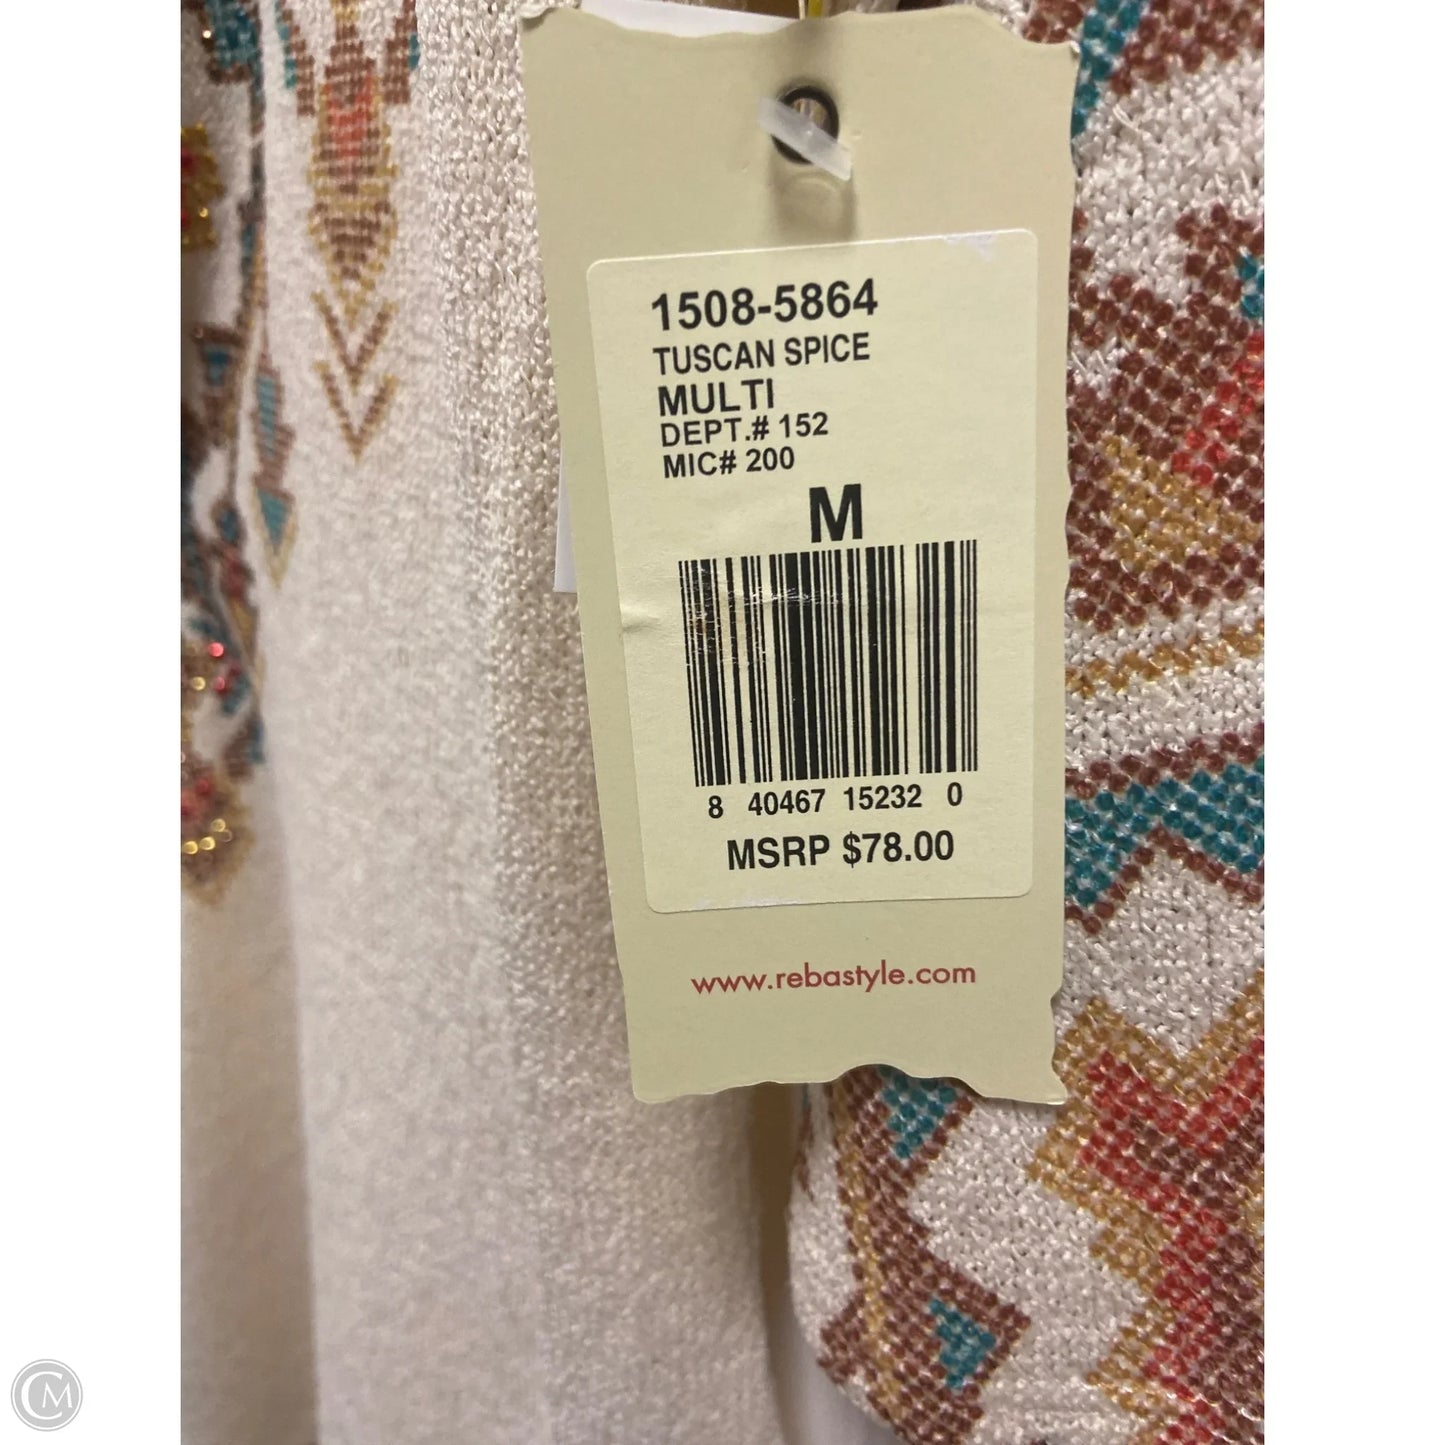 1508-5864
TUSCAN SPICE
MULTI
DEPT.# 152
MIC# 200
M
8 40467 15232 0
MSRP $78.00
www.rebastyle.com
CM